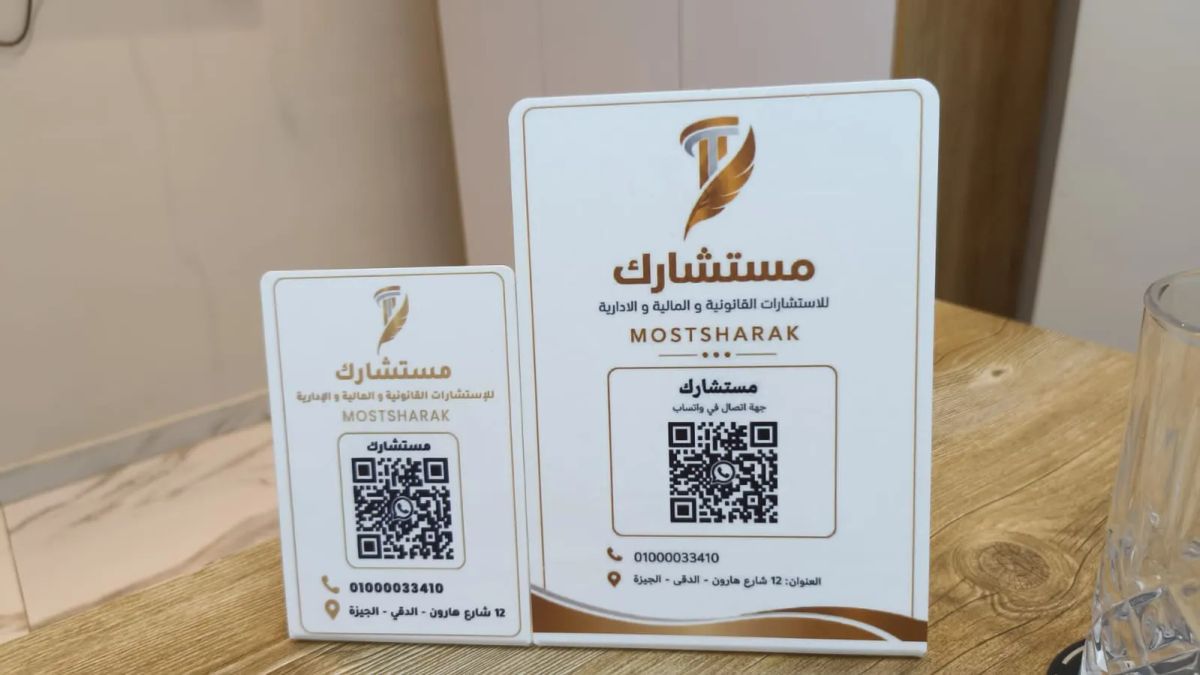 مستشارك
للإستشارات القانونية و المالية و الإدارية
MOSTSHARAK
مستشارك
01000033410
12 شارع هارون - الدقي - الجيزة
مستشارك
للاستشارات القانونية و المالية و الادارية
MOSTSHARAK
مستشارك
جهة اتصال في واتساب
01000033410
العنوان: 12 شارع هارون - الدقى - الجيزة